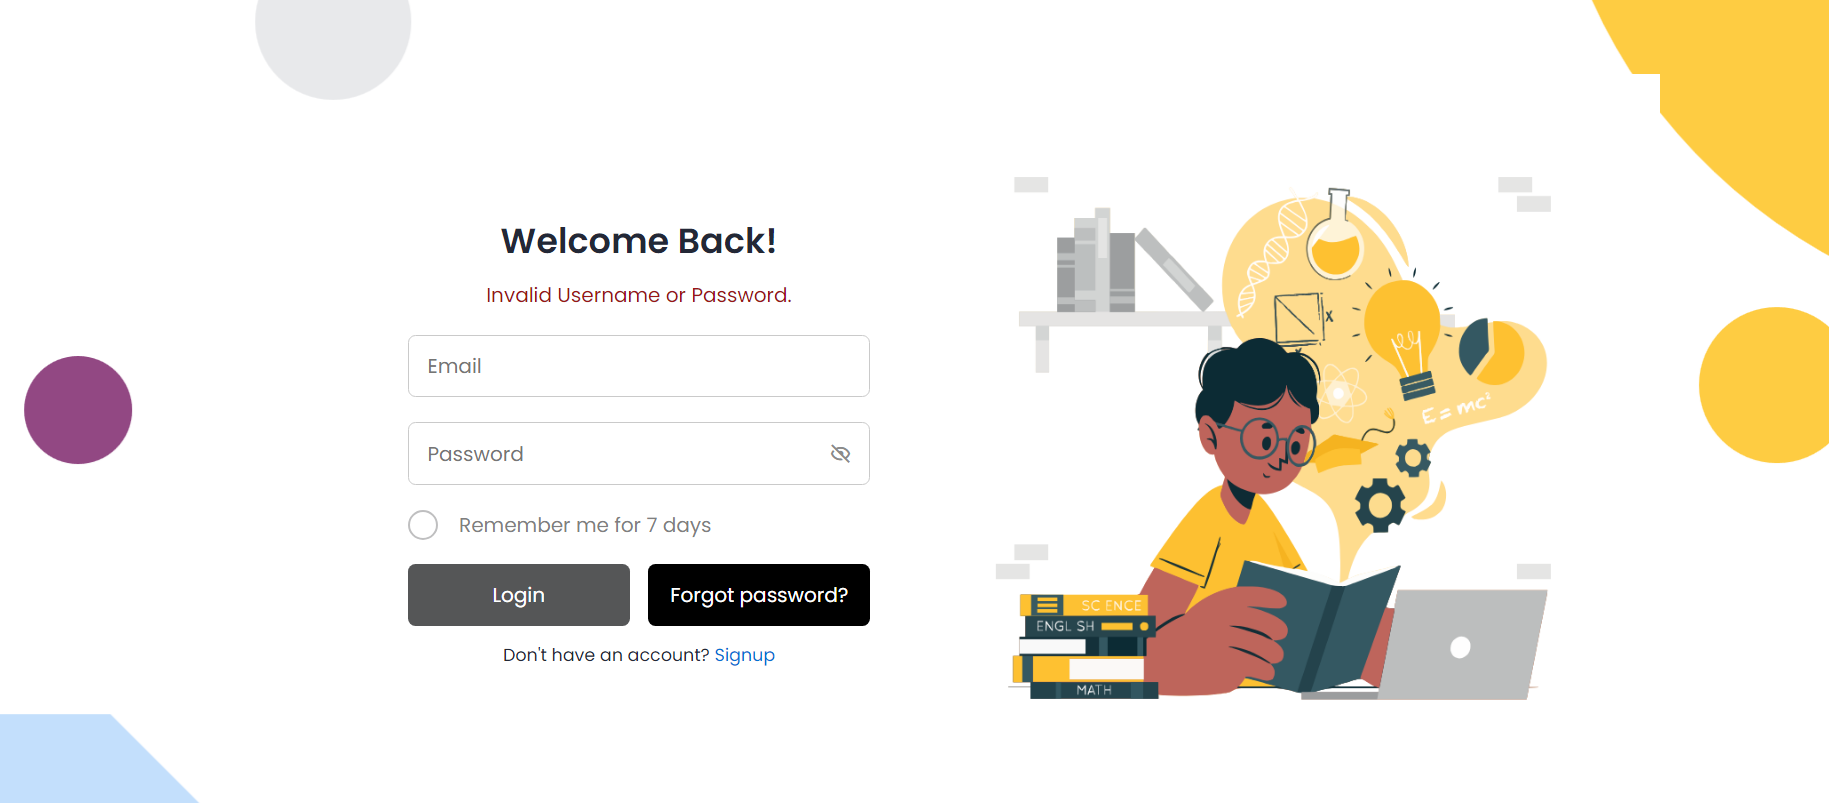 Welcome Back!
Invalid Username or Password.
Email
Password
Remember me for 7 days
Login
Forgot password?
Don't have an account? Signup
x
E = mc²
SC ENCE
ENGL SH
MATH